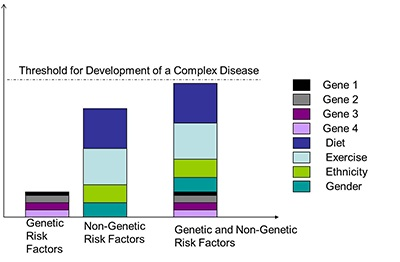 Threshold for Development of a Complex Disease
Gene 1
Gene 2
Gene 3
Gene 4
Diet
Exercise
Ethnicity
Gender
Genetic
Risk
Factors
Non-Genetic
Risk Factors
Genetic and Non-Genetic
Risk Factors